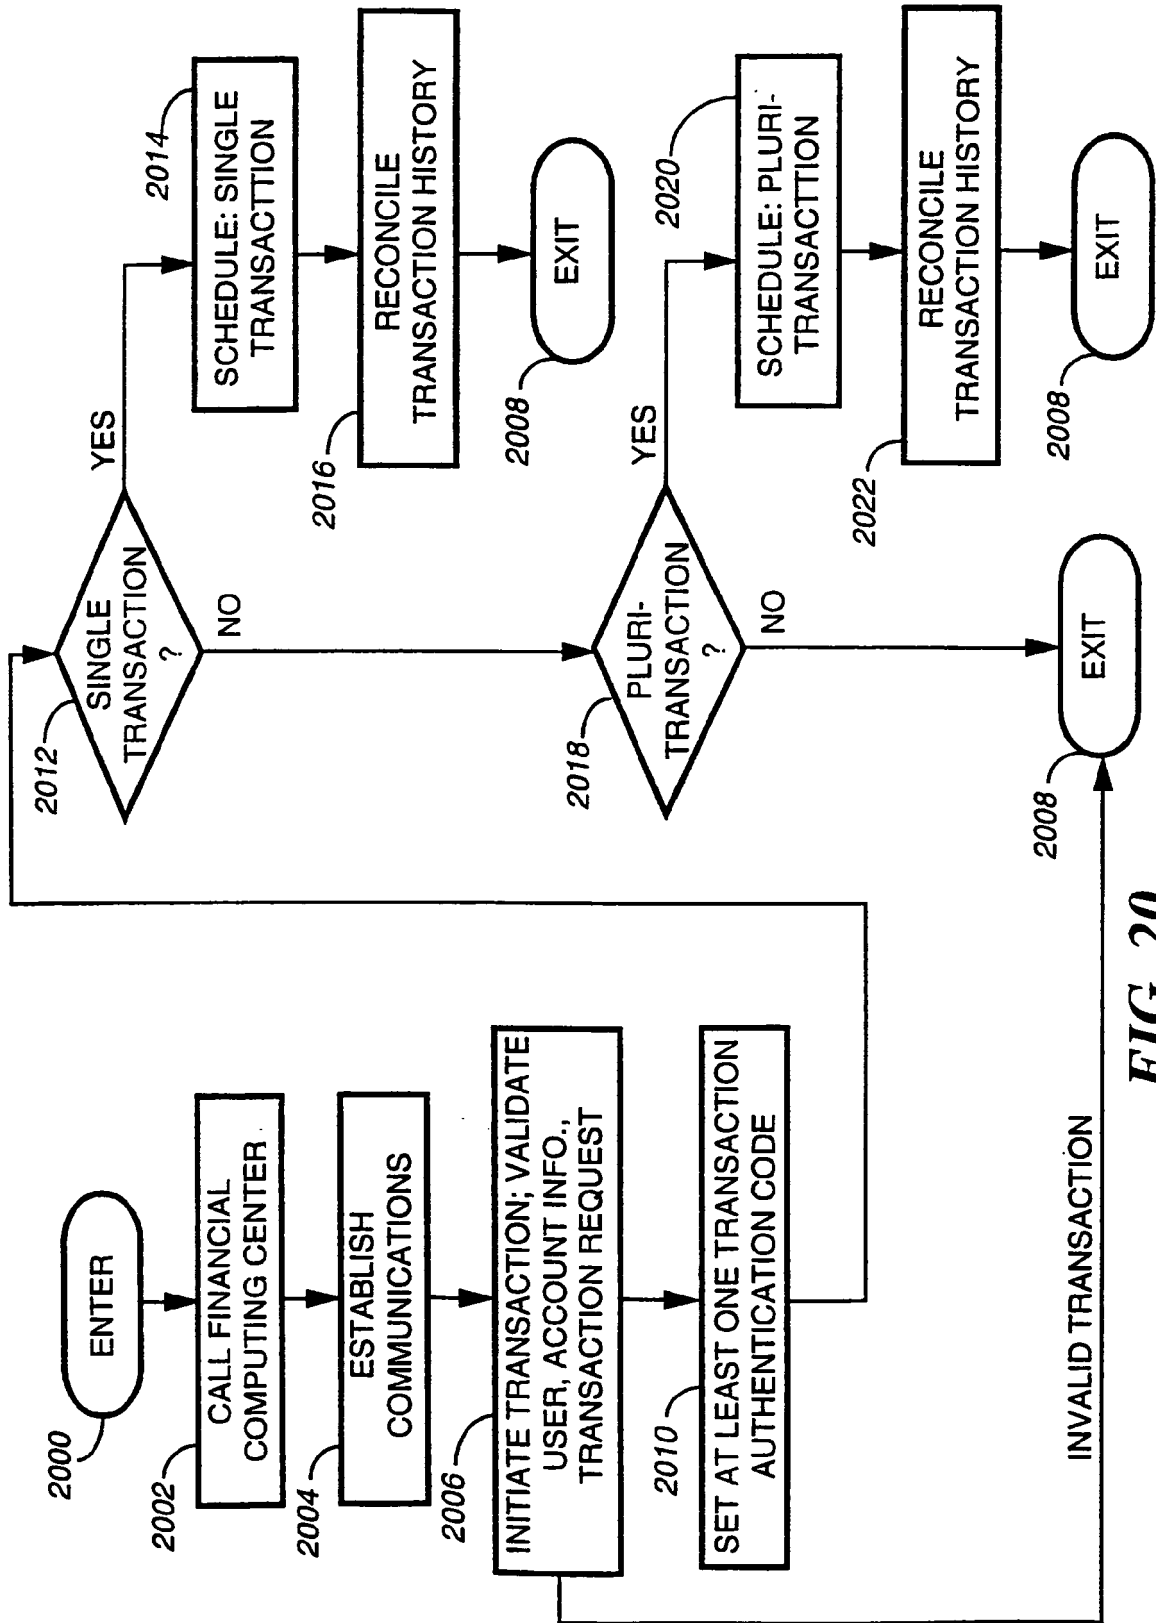 ENTER
2000
CALL FINANCIAL
COMPUTING CENTER
2002
ESTABLISH
COMMUNICATIONS
2004
INITIATE TRANSACTION; VALIDATE
USER, ACCOUNT INFO.,
TRANSACTION REQUEST
2006
SET AT LEAST ONE TRANSACTION
AUTHENTICATION CODE
2010
INVALID TRANSACTION
SINGLE
TRANSACTION
?
2012
YES
NO
SCHEDULE: SINGLE
TRANSACTTION
2014
RECONCILE
TRANSACTION HISTORY
2016
EXIT
2008
PLURI-
TRANSACTION
?
2018
YES
NO
SCHEDULE: PLURI-
TRANSACTTION
2020
RECONCILE
TRANSACTION HISTORY
2022
EXIT
2008
EXIT
2008
FIG. 20